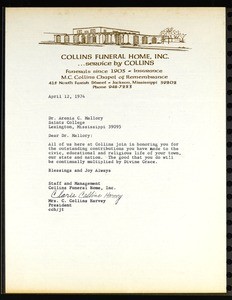 COLLINS FUNERAL HOME, INC.
...service by COLLINS
Funerals since 1903 • Insurance
M.C. Collins Chapel of Remembrance
415 North Farish Street • Jackson, Mississippi 39202
Phone 948-7223
April 12, 1974
Dr. Arenia C. Mallory
Saints College
Lexington, Mississippi 39095
Dear Dr. Mallory:
All of us here at Collins join in honoring you for
the outstanding contributions you have made to the
civic, educational and religious life of your town,
our state and nation. The good that you do will
be continually multiplied by Divine Grace.
Blessings and Joy Always
Staff and Management
Collins Funeral Home, Inc.
Clarie Collins Harvey
Mrs. C. Collins Harvey
President
cch:jt